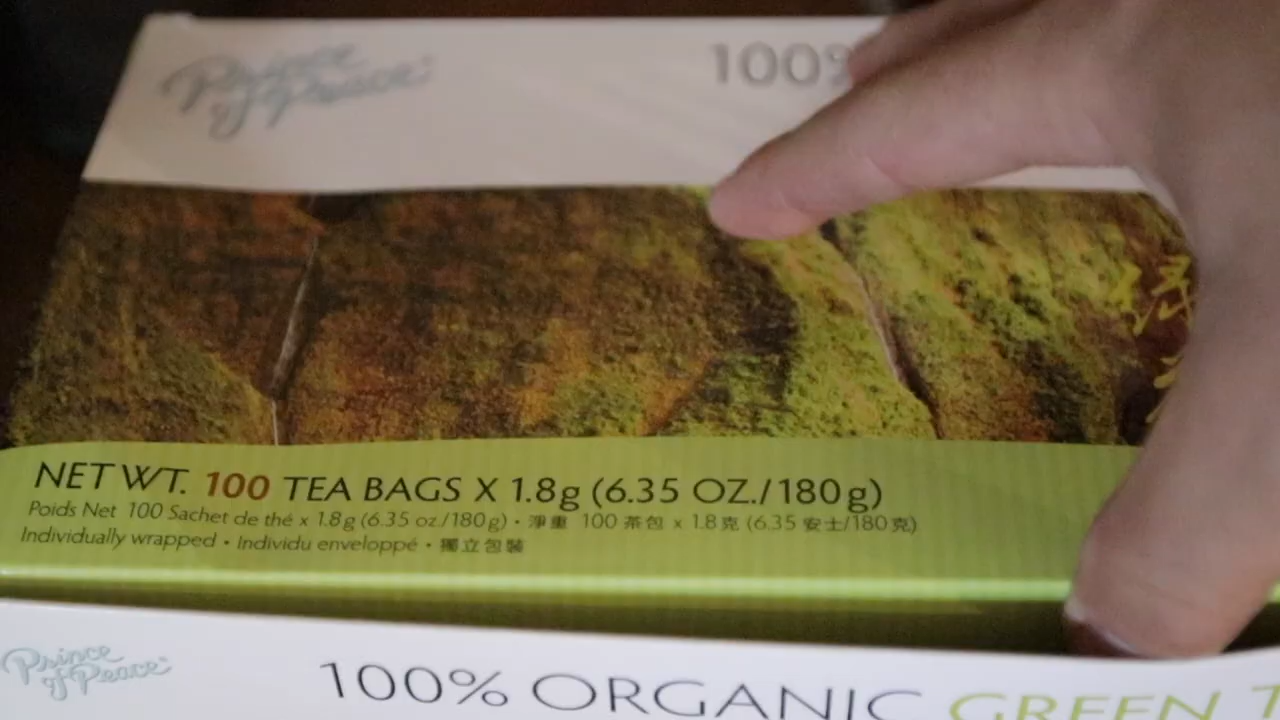 Prince
of Peace®
100%
NET WT. 100 TEA BAGS X 1.8g (6.35 OZ./180g)
Poids Net 100 Sachet de thé x 1.8g (6.35 oz./180g) • 淨重 100 茶包 x 1.8克 (6.35 安士/180克)
Individually wrapped • Individu enveloppé • 獨立包裝
Prince
of Peace®
100% ORGANIC GREEN T